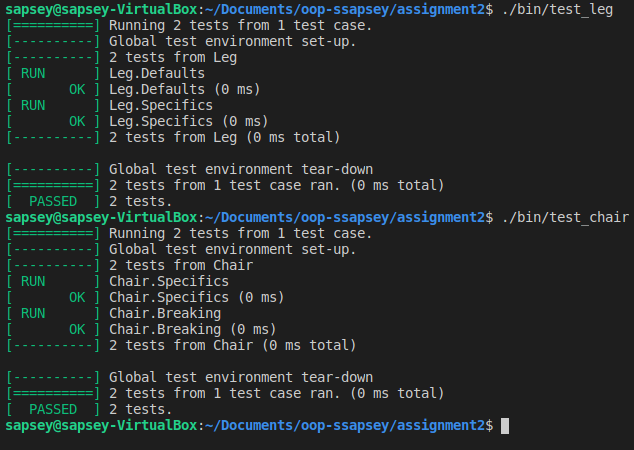 sapsey@sapsey-VirtualBox:~/Documents/oop-ssapsey/assignment2$ ./bin/test_leg
[==========] Running 2 tests from 1 test case.
[----------] Global test environment set-up.
[----------] 2 tests from Leg
[ RUN      ] Leg.Defaults
[       OK ] Leg.Defaults (0 ms)
[ RUN      ] Leg.Specifics
[       OK ] Leg.Specifics (0 ms)
[----------] 2 tests from Leg (0 ms total)

[----------] Global test environment tear-down
[==========] 2 tests from 1 test case ran. (0 ms total)
[  PASSED  ] 2 tests.
sapsey@sapsey-VirtualBox:~/Documents/oop-ssapsey/assignment2$ ./bin/test_chair
[==========] Running 2 tests from 1 test case.
[----------] Global test environment set-up.
[----------] 2 tests from Chair
[ RUN      ] Chair.Specifics
[       OK ] Chair.Specifics (0 ms)
[ RUN      ] Chair.Breaking
[       OK ] Chair.Breaking (0 ms)
[----------] 2 tests from Chair (0 ms total)

[----------] Global test environment tear-down
[==========] 2 tests from 1 test case ran. (0 ms total)
[  PASSED  ] 2 tests.
sapsey@sapsey-VirtualBox:~/Documents/oop-ssapsey/assignment2$